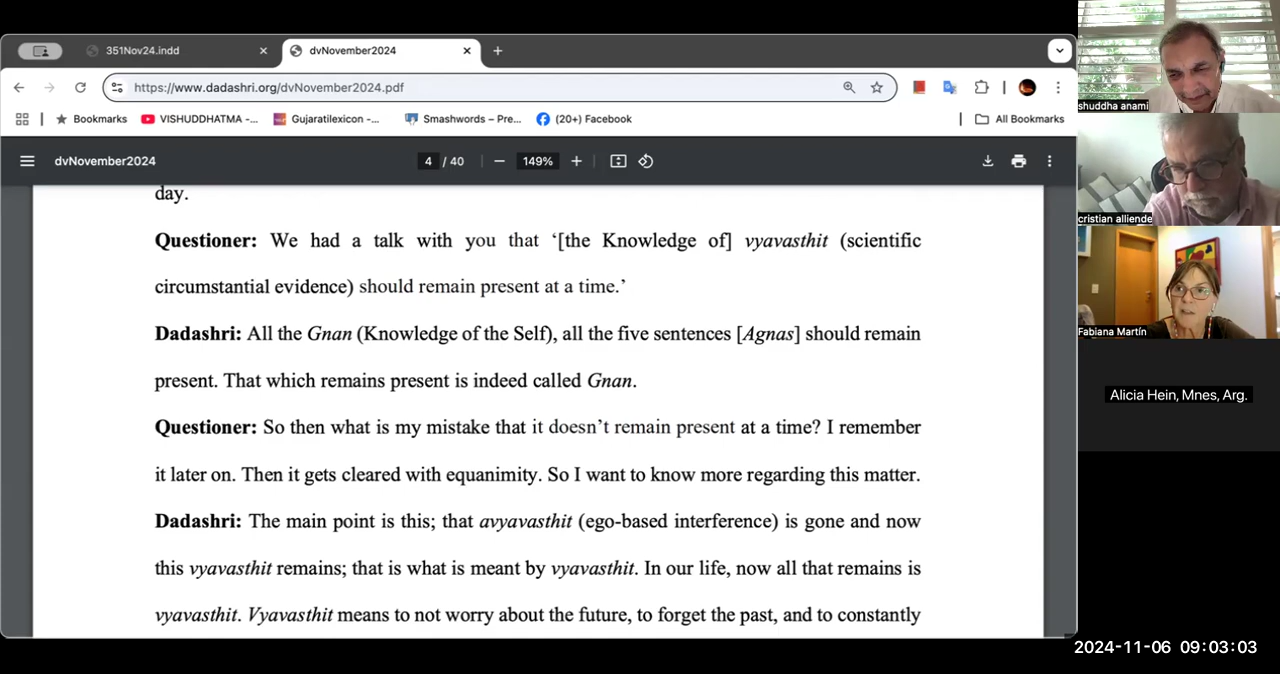 351Nov24.indd
dvNovember2024
https://www.dadashri.org/dvNovember2024.pdf
Bookmarks
VISHUDDHATMA -...
Gujaratilexicon -...
Smashwords – Pre...
(20+) Facebook
All Bookmarks
dvNovember2024
4 / 40
149%
day.
Questioner: We had a talk with you that ‘[the Knowledge of] vyavasthit (scientific
circumstantial evidence) should remain present at a time.’
Dadashri: All the Gnan (Knowledge of the Self), all the five sentences [Agnas] should remain
present. That which remains present is indeed called Gnan.
Questioner: So then what is my mistake that it doesn’t remain present at a time? I remember
it later on. Then it gets cleared with equanimity. So I want to know more regarding this matter.
Dadashri: The main point is this; that avyavasthit (ego-based interference) is gone and now
this vyavasthit remains; that is what is meant by vyavasthit. In our life, now all that remains is
vyavasthit. Vyavasthit means to not worry about the future, to forget the past, and to constantly
shuddha anami
cristian alliende
Fabiana Martín
Alicia Hein, Mnes, Arg.
2024-11-06 09:03:03